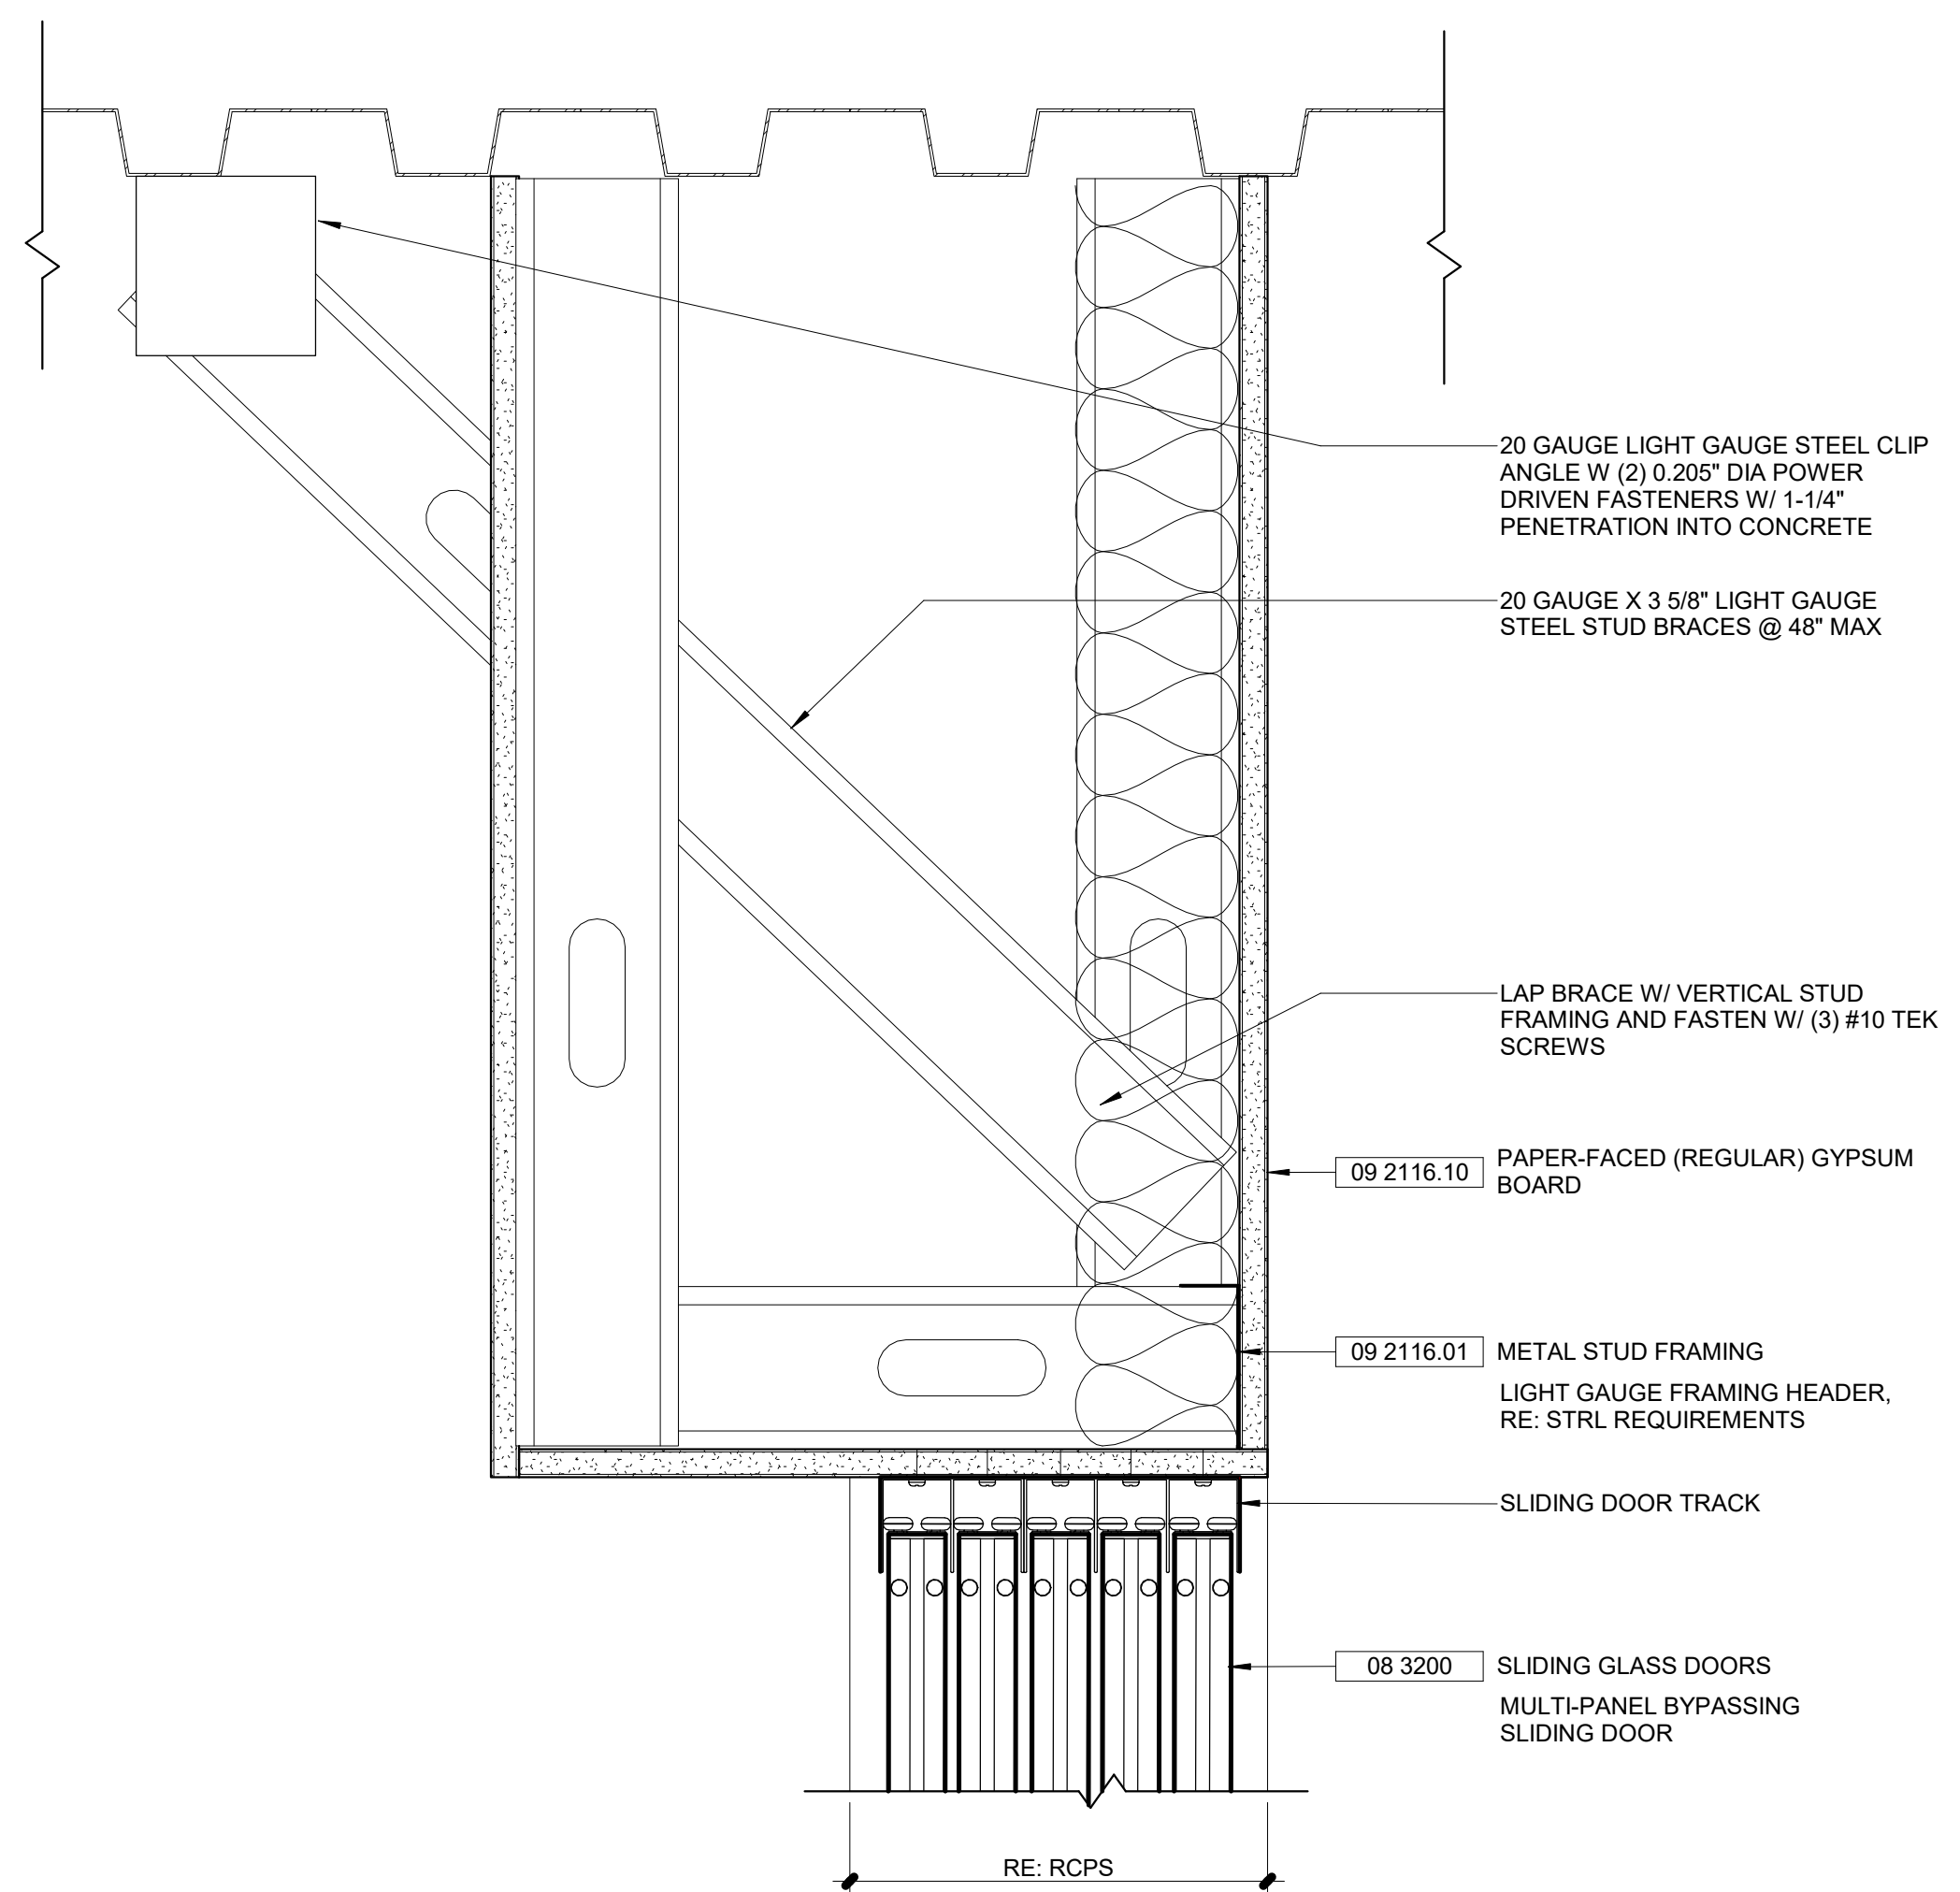 20 GAUGE LIGHT GAUGE STEEL CLIP
ANGLE W (2) 0.205" DIA POWER
DRIVEN FASTENERS W/ 1-1/4"
PENETRATION INTO CONCRETE
20 GAUGE X 3 5/8" LIGHT GAUGE
STEEL STUD BRACES @ 48" MAX
LAP BRACE W/ VERTICAL STUD
FRAMING AND FASTEN W/ (3) #10 TEK
SCREWS
09 2116.10 PAPER-FACED (REGULAR) GYPSUM
BOARD
09 2116.01 METAL STUD FRAMING
LIGHT GAUGE FRAMING HEADER,
RE: STRL REQUIREMENTS
SLIDING DOOR TRACK
08 3200 SLIDING GLASS DOORS
MULTI-PANEL BYPASSING
SLIDING DOOR
RE: RCPS